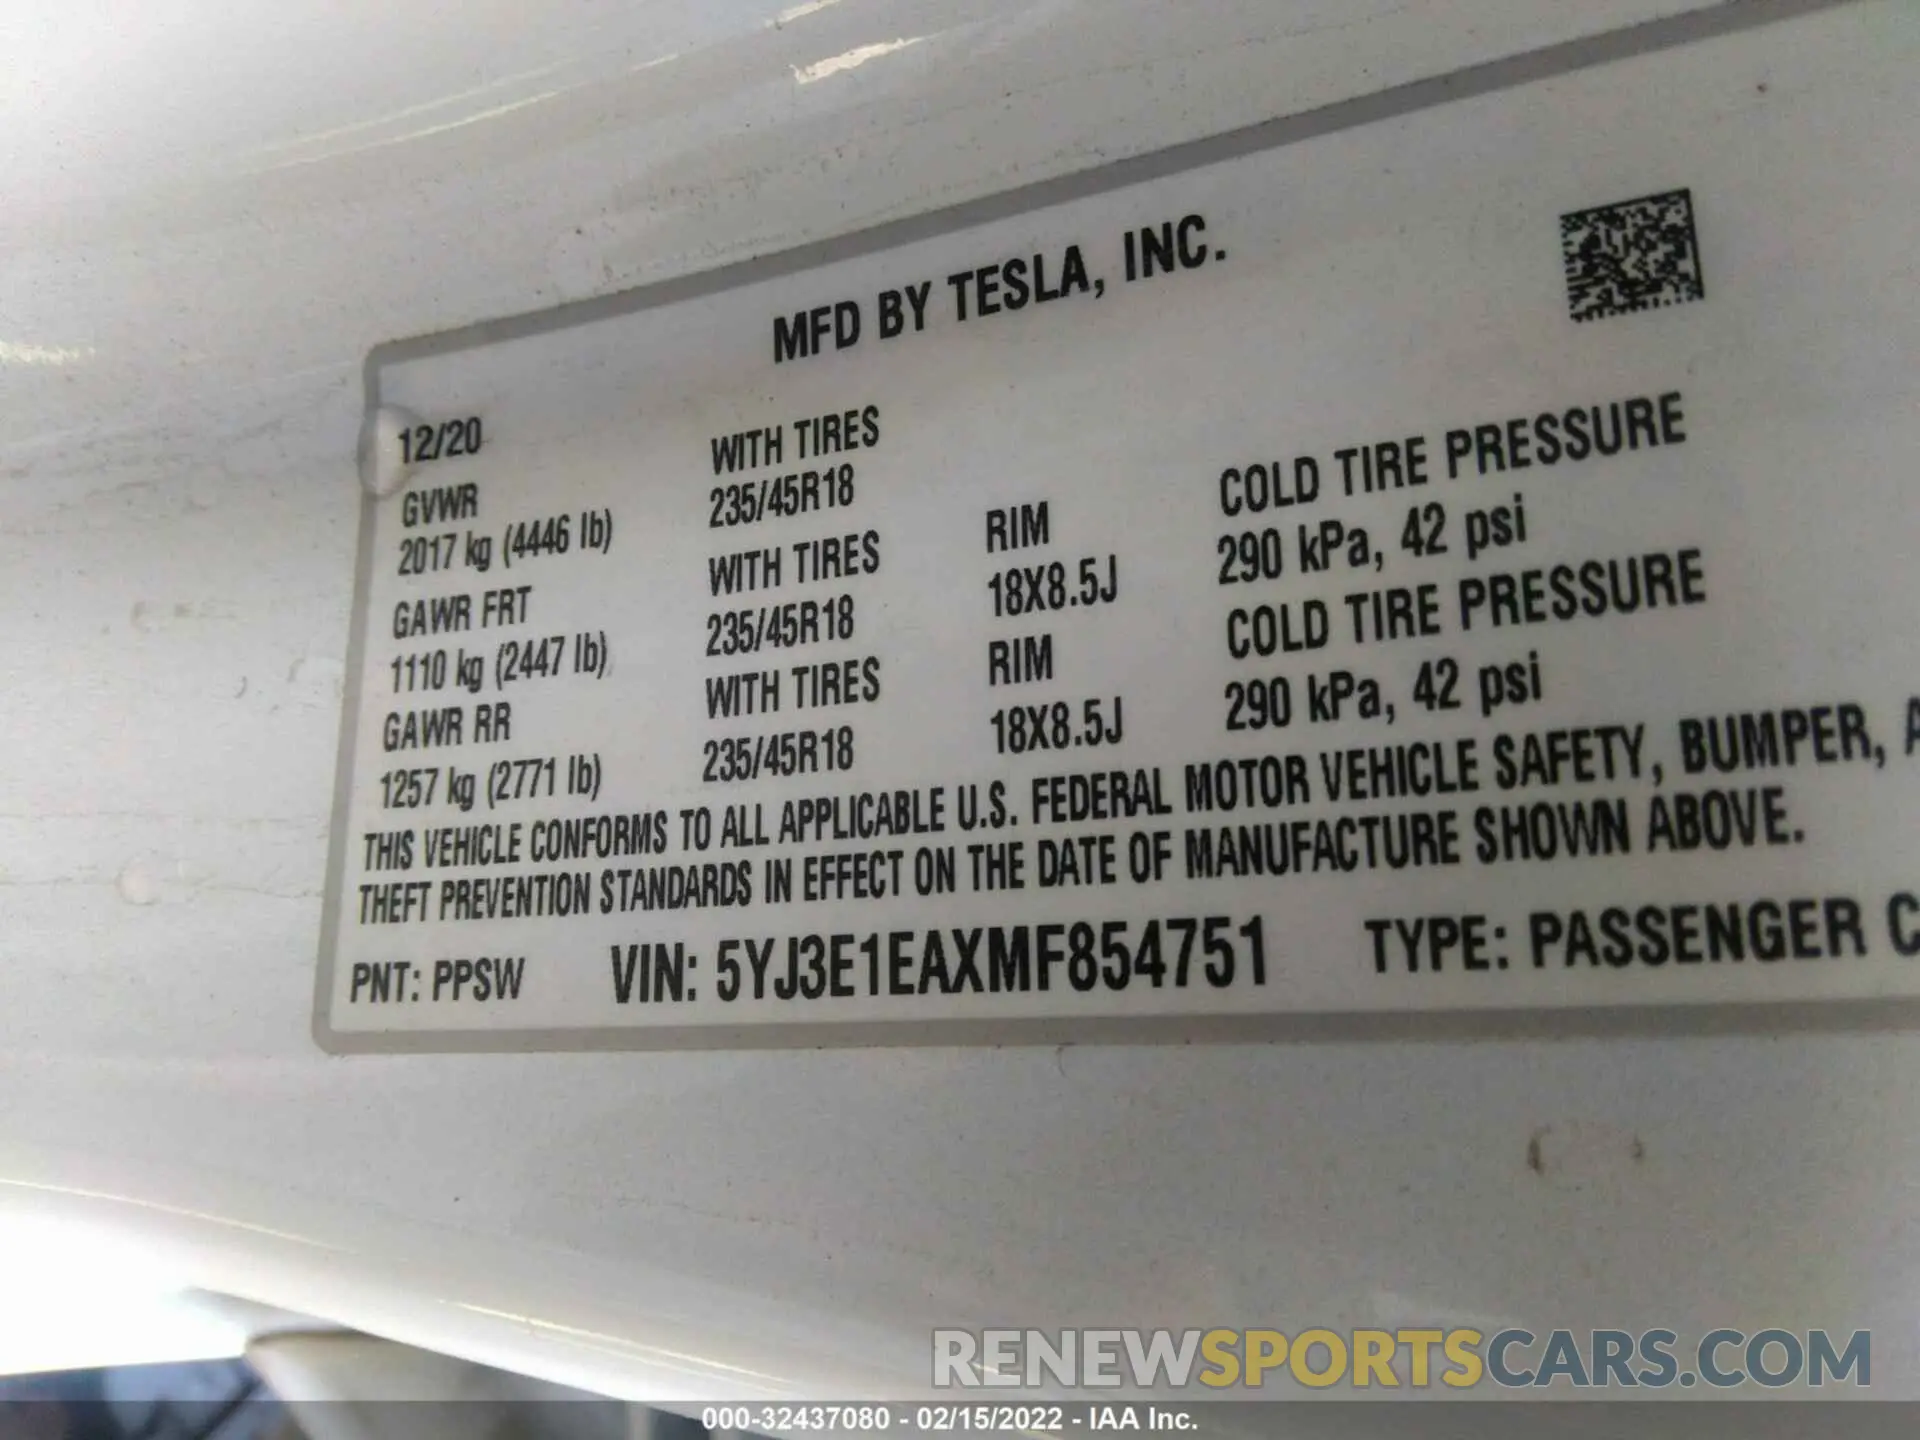 MFD BY TESLA, INC.
12/20
GVWR WITH TIRES
2017 kg (4446 lb) 235/45R18
GAWR FRT WITH TIRES RIM COLD TIRE PRESSURE
1110 kg (2447 lb) 235/45R18 18X8.5J 290 kPa, 42 psi
GAWR RR WITH TIRES RIM COLD TIRE PRESSURE
1257 kg (2771 lb) 235/45R18 18X8.5J 290 kPa, 42 psi
THIS VEHICLE CONFORMS TO ALL APPLICABLE U.S. FEDERAL MOTOR VEHICLE SAFETY, BUMPER,
THEFT PREVENTION STANDARDS IN EFFECT ON THE DATE OF MANUFACTURE SHOWN ABOVE.
PNT: PPSW VIN: 5YJ3E1EAXMF854751 TYPE: PASSENGER
RENEWSPORTSCARS.COM
000-32437080 - 02/15/2022 - IAA Inc.